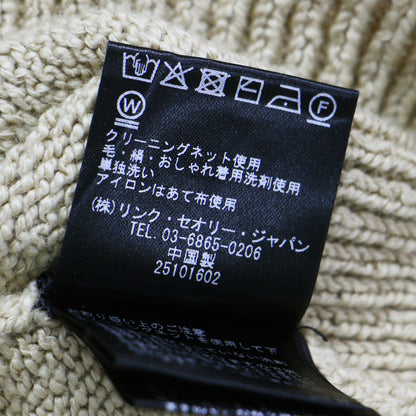 W F
クリーニングネット使用
毛・絹・おしゃれ着用洗剤使用
単独洗い
アイロンはあて布使用
(株)リンク・セオリー・ジャパン
TEL. 03-6865-0206
中国製
25101602